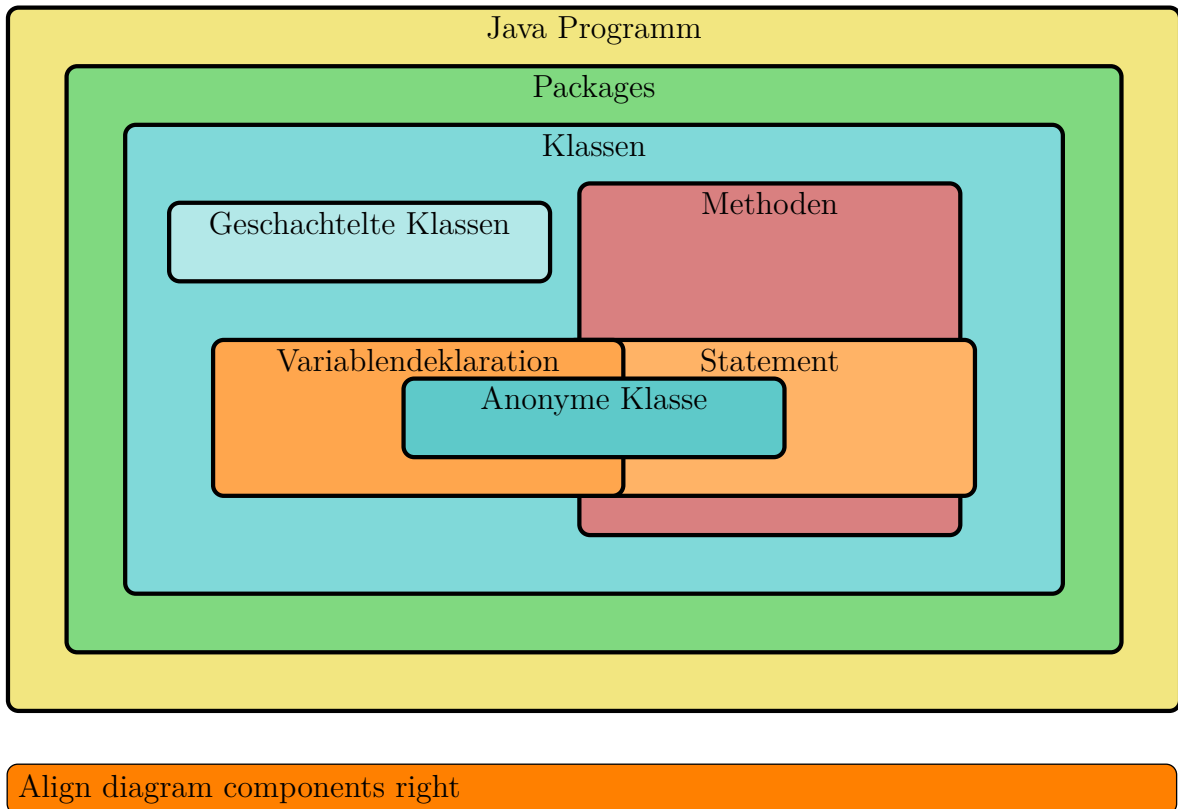 Java Programm
Packages
Klassen
Methoden
Geschachtelte Klassen
Variablendeklaration
Statement
Anonyme Klasse
Align diagram components right